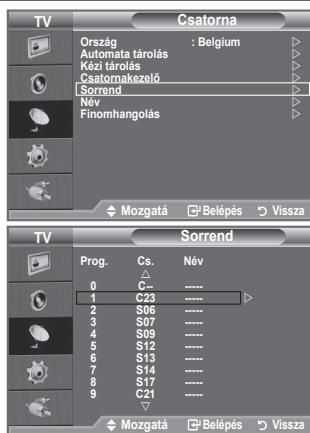 TV Csatorna
Ország : Belgium
Automata tárolás
Kézi tárolás
Csatornakezelő
Sorrend
Név
Finomhangolás
Mozgatá Belépés Vissza
TV Sorrend
Prog. Cs. Név
0 C-- -----
1 C23 -----
2 S06 -----
3 S07 -----
4 S09 -----
5 S12 -----
6 S13 -----
7 S14 -----
8 S17 -----
9 C21 -----
Mozgatá Belépés Vissza